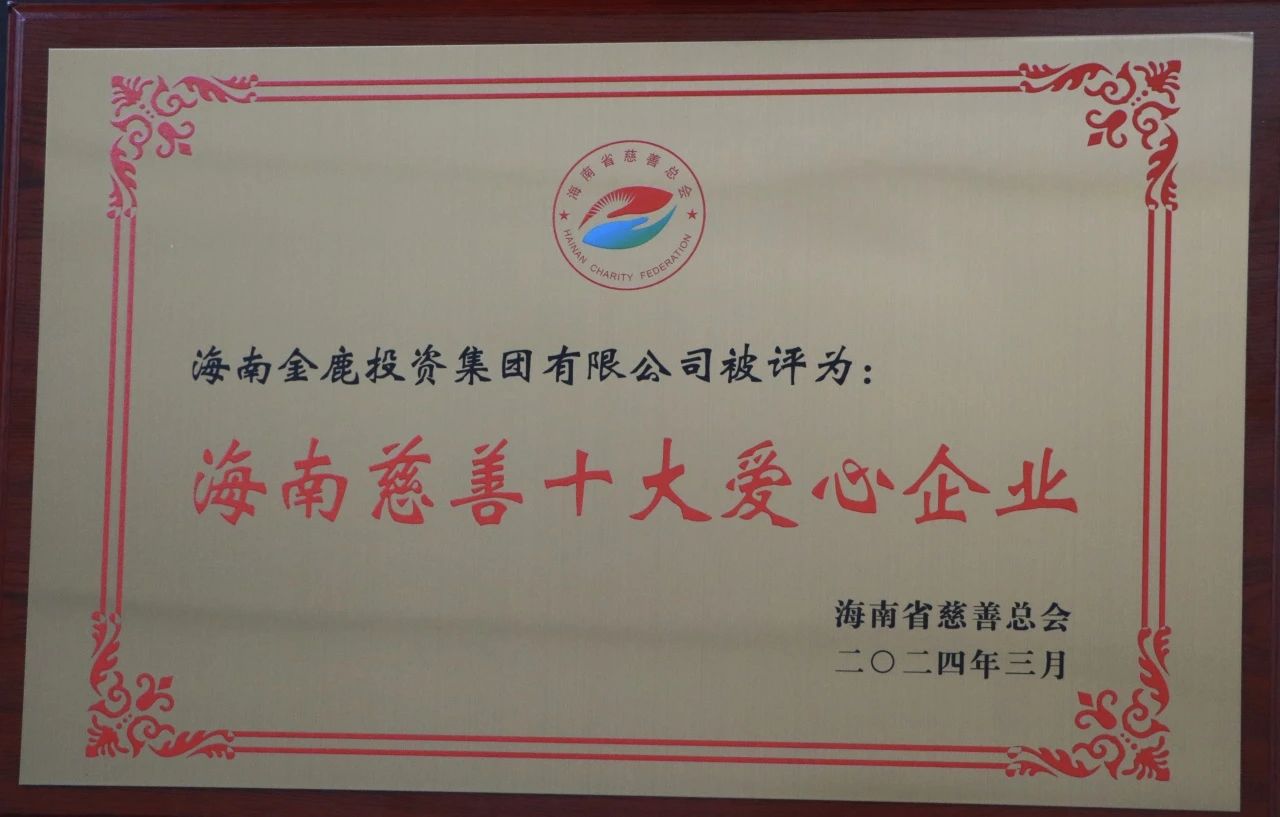 海南省慈善总会
HAINAN CHARITY FEDERATION
海南金鹿投资集团有限公司被评为：
海南慈善十大爱心企业
海南省慈善总会
二〇二四年三月